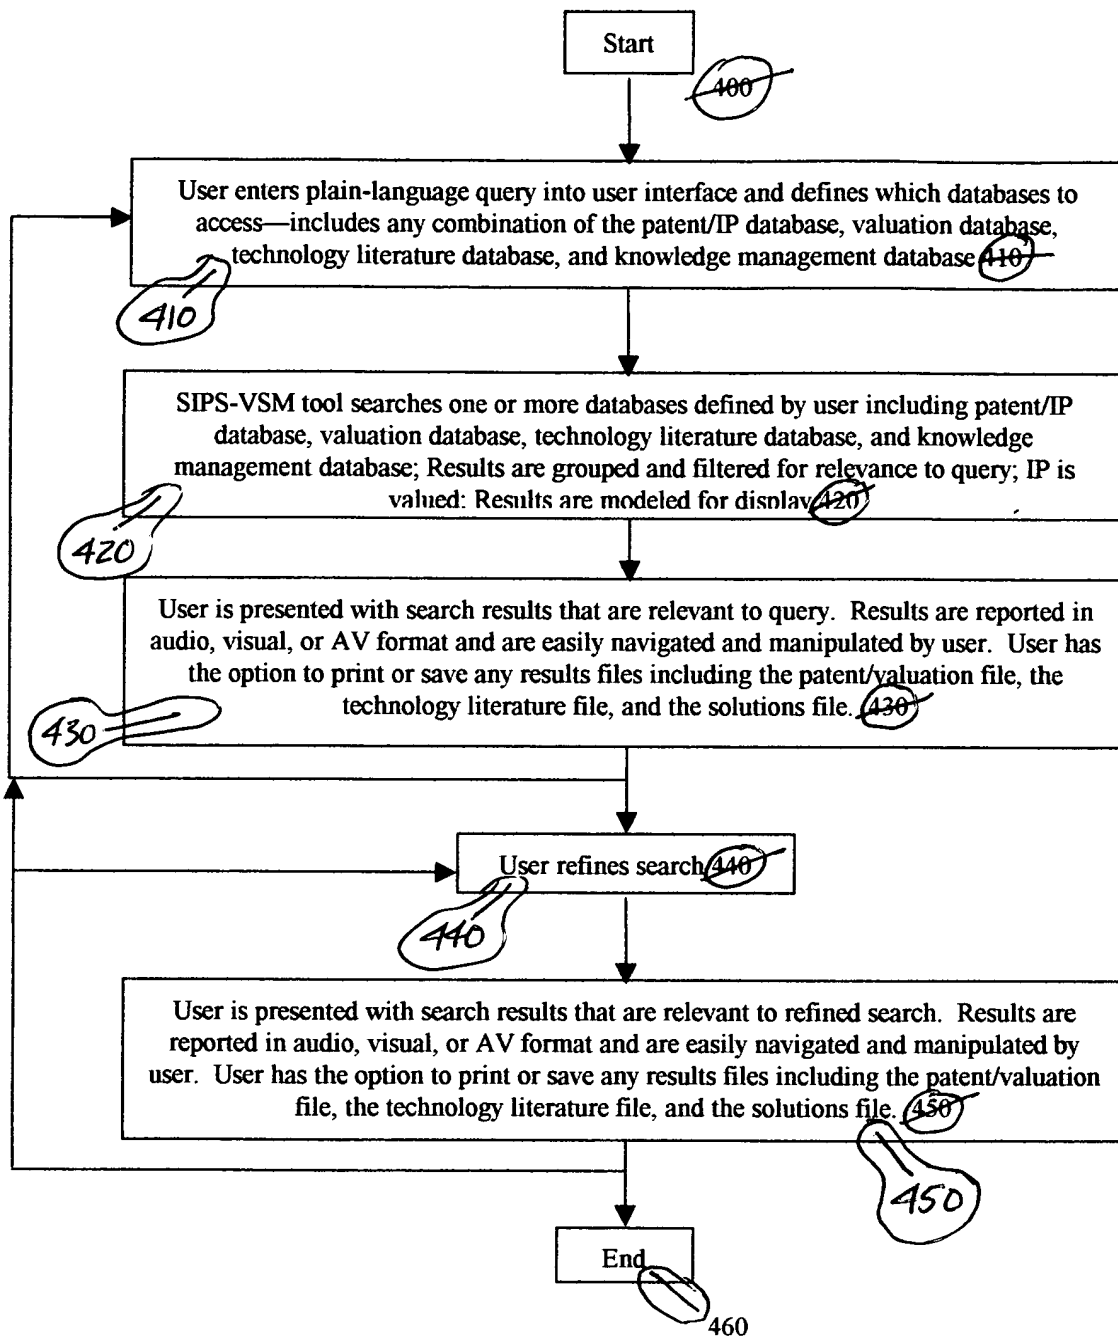 Start
400
User enters plain-language query into user interface and defines which databases to
access—includes any combination of the patent/IP database, valuation database,
technology literature database, and knowledge management database 410
410
SIPS-VSM tool searches one or more databases defined by user including patent/IP
database, valuation database, technology literature database, and knowledge
management database; Results are grouped and filtered for relevance to query; IP is
valued: Results are modeled for display 420
420
User is presented with search results that are relevant to query. Results are reported in
audio, visual, or AV format and are easily navigated and manipulated by user. User has
the option to print or save any results files including the patent/valuation file, the
technology literature file, and the solutions file. 430
430
User refines search 440
440
User is presented with search results that are relevant to refined search. Results are
reported in audio, visual, or AV format and are easily navigated and manipulated by
user. User has the option to print or save any results files including the patent/valuation
file, the technology literature file, and the solutions file. 450
450
End
460